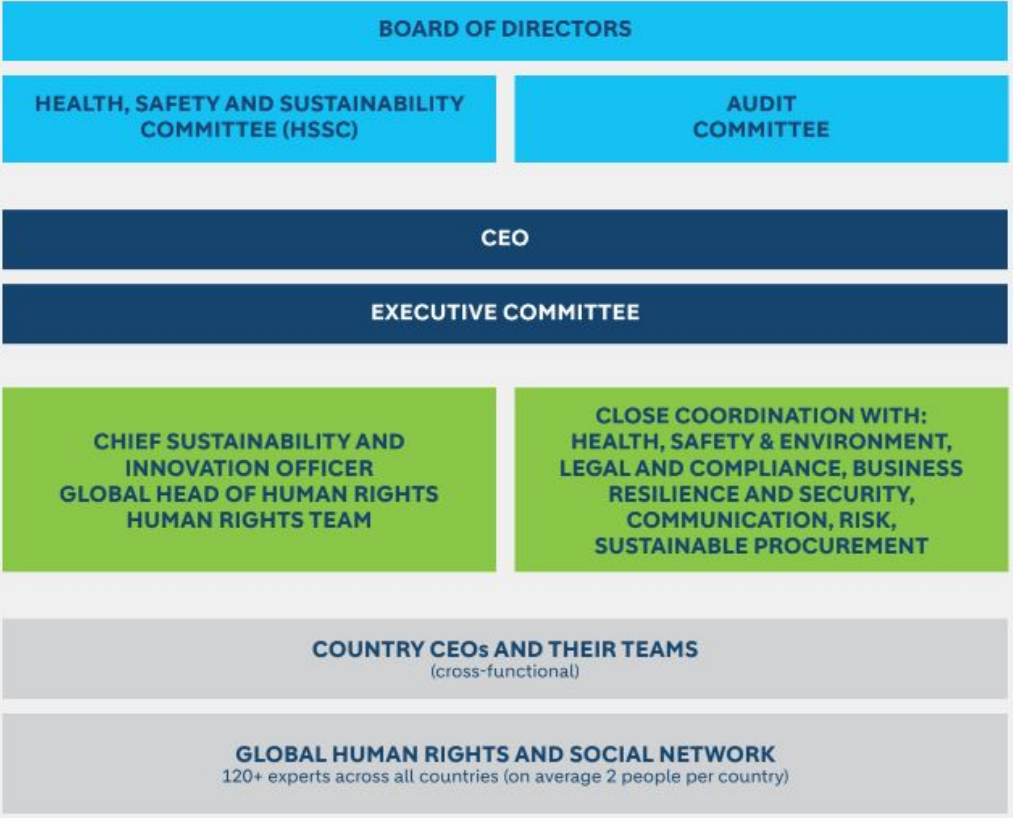 BOARD OF DIRECTORS
HEALTH, SAFETY AND SUSTAINABILITY
COMMITTEE (HSSC)
AUDIT
COMMITTEE
CEO
EXECUTIVE COMMITTEE
CHIEF SUSTAINABILITY AND
INNOVATION OFFICER
GLOBAL HEAD OF HUMAN RIGHTS
HUMAN RIGHTS TEAM
CLOSE COORDINATION WITH:
HEALTH, SAFETY & ENVIRONMENT,
LEGAL AND COMPLIANCE, BUSINESS
RESILIENCE AND SECURITY,
COMMUNICATION, RISK,
SUSTAINABLE PROCUREMENT
COUNTRY CEOs AND THEIR TEAMS
(cross-functional)
GLOBAL HUMAN RIGHTS AND SOCIAL NETWORK
120+ experts across all countries (on average 2 people per country)